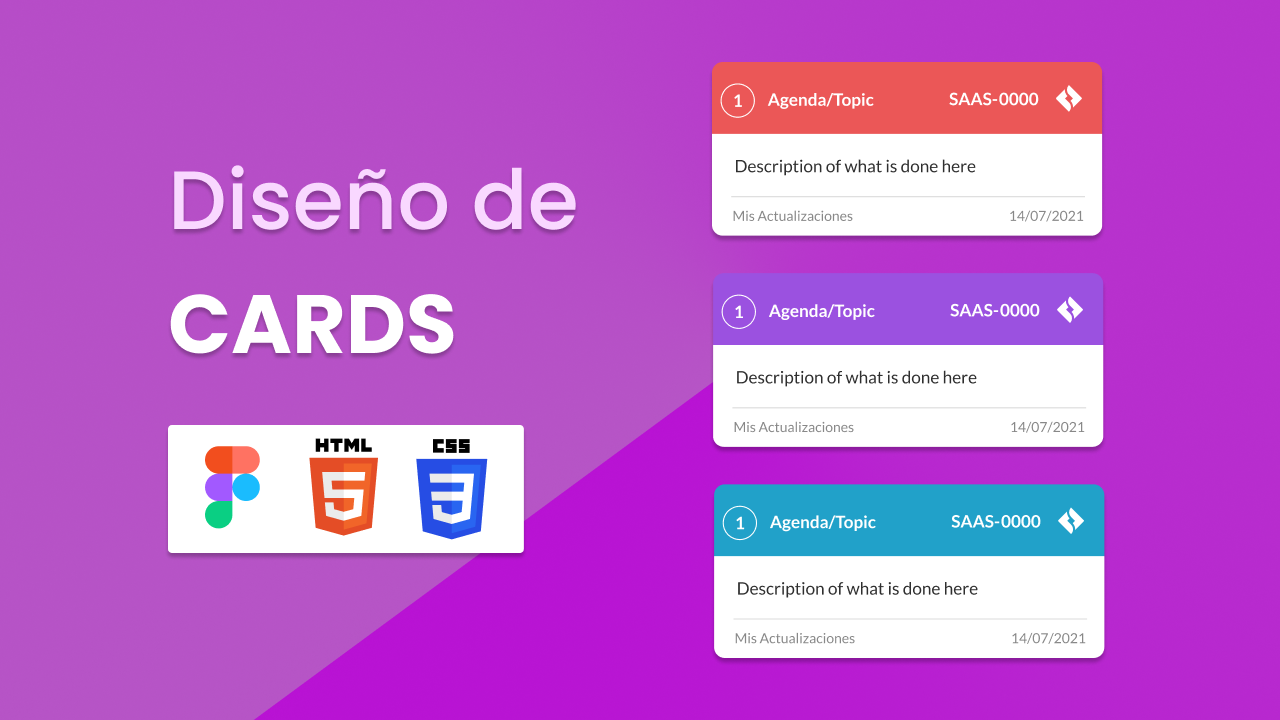 Diseño de
CARDS
HTML
5
CSS
3
1 Agenda/Topic SAAS-0000
Description of what is done here
Mis Actualizaciones 14/07/2021
1 Agenda/Topic SAAS-0000
Description of what is done here
Mis Actualizaciones 14/07/2021
1 Agenda/Topic SAAS-0000
Description of what is done here
Mis Actualizaciones 14/07/2021